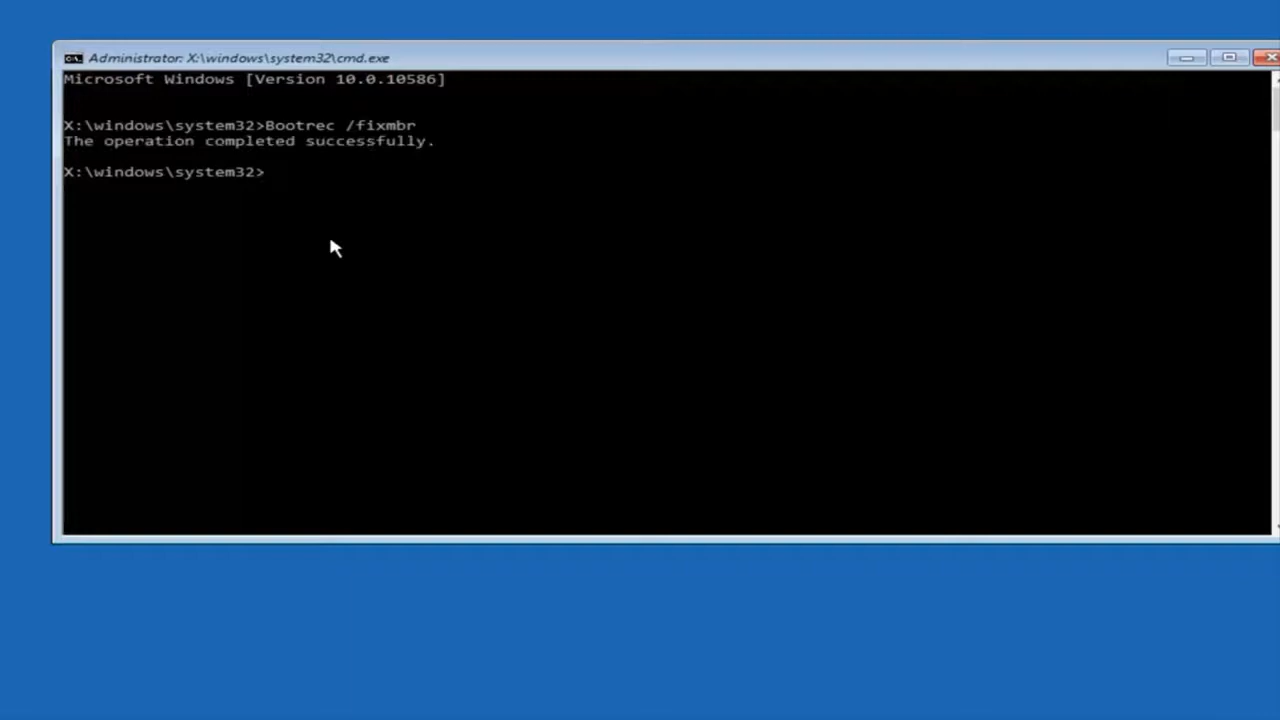 Administrator: X:\windows\system32\cmd.exe
Microsoft Windows [Version 10.0.10586]
X:\windows\system32>Bootrec /fixmbr
The operation completed successfully.
X:\windows\system32>